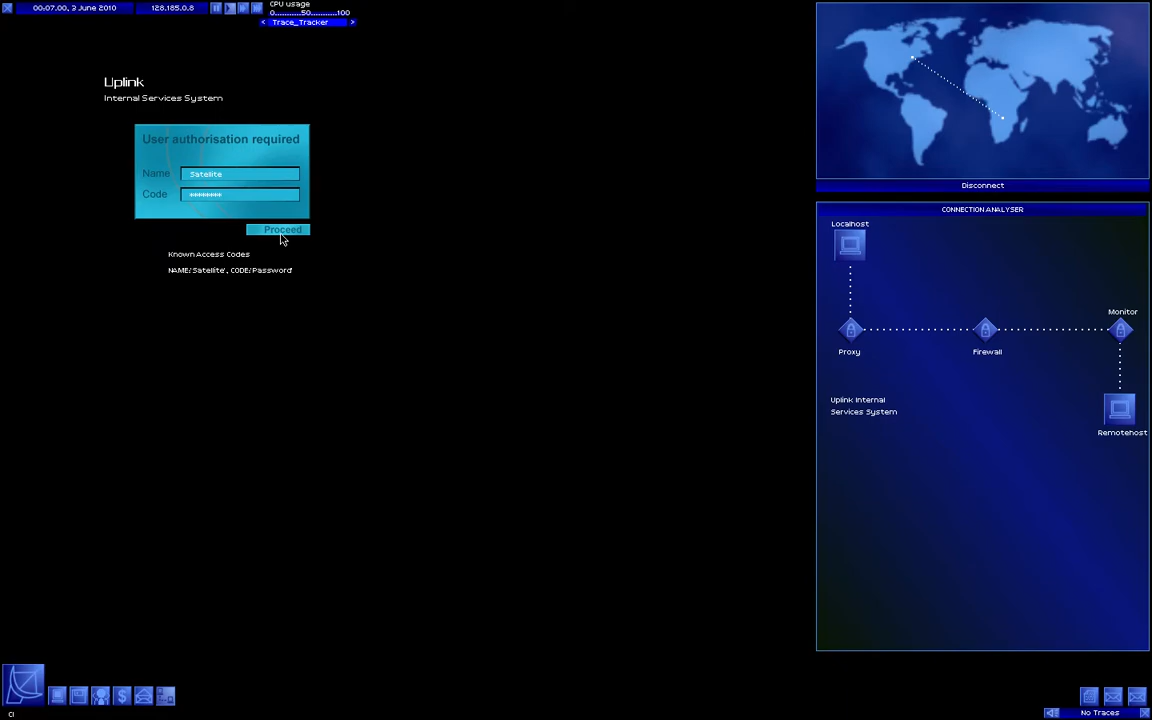 00:07.00, 3 June 2010
128.185.0.8
CPU usage
0..........50..........100
< Trace_Tracker >
Uplink
Internal Services System
User authorisation required
Name Satellite
Code ********
Proceed
Known Access Codes
NAME/'Satellite', CODE/'Password'
Disconnect
CONNECTION ANALYSER
Localhost
Monitor
Proxy
Firewall
Uplink Internal
Services System
Remotehost
No Traces